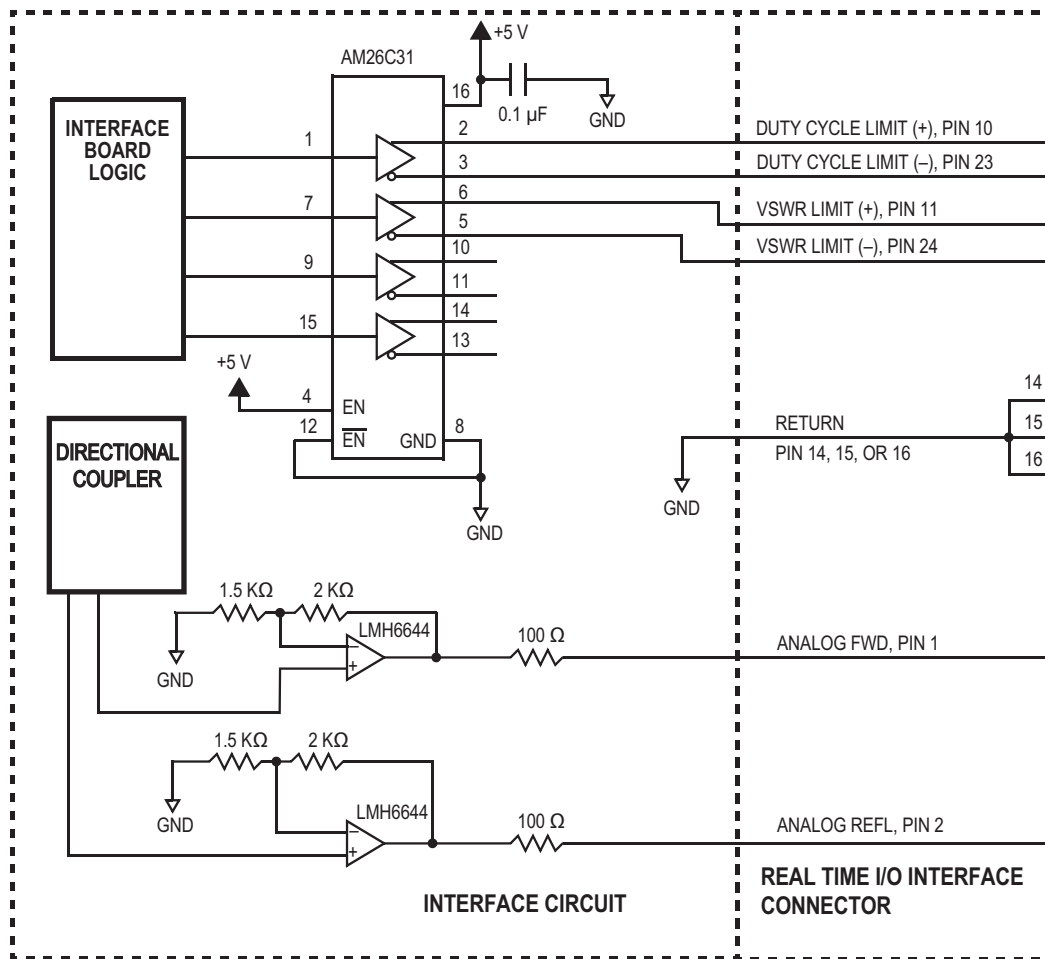 +5 V
AM26C31
16
0.1 µF
GND
INTERFACE
BOARD
LOGIC
1
2
DUTY CYCLE LIMIT (+), PIN 10
3
DUTY CYCLE LIMIT (–), PIN 23
7
6
VSWR LIMIT (+), PIN 11
5
VSWR LIMIT (–), PIN 24
9
10
11
15
14
13
+5 V
4
EN
12
EN
GND
8
GND
RETURN
PIN 14, 15, OR 16
GND
14
15
16
DIRECTIONAL
COUPLER
1.5 KΩ
2 KΩ
LMH6644
–
+
GND
100 Ω
ANALOG FWD, PIN 1
1.5 KΩ
2 KΩ
LMH6644
–
+
GND
100 Ω
ANALOG REFL, PIN 2
INTERFACE CIRCUIT
REAL TIME I/O INTERFACE
CONNECTOR